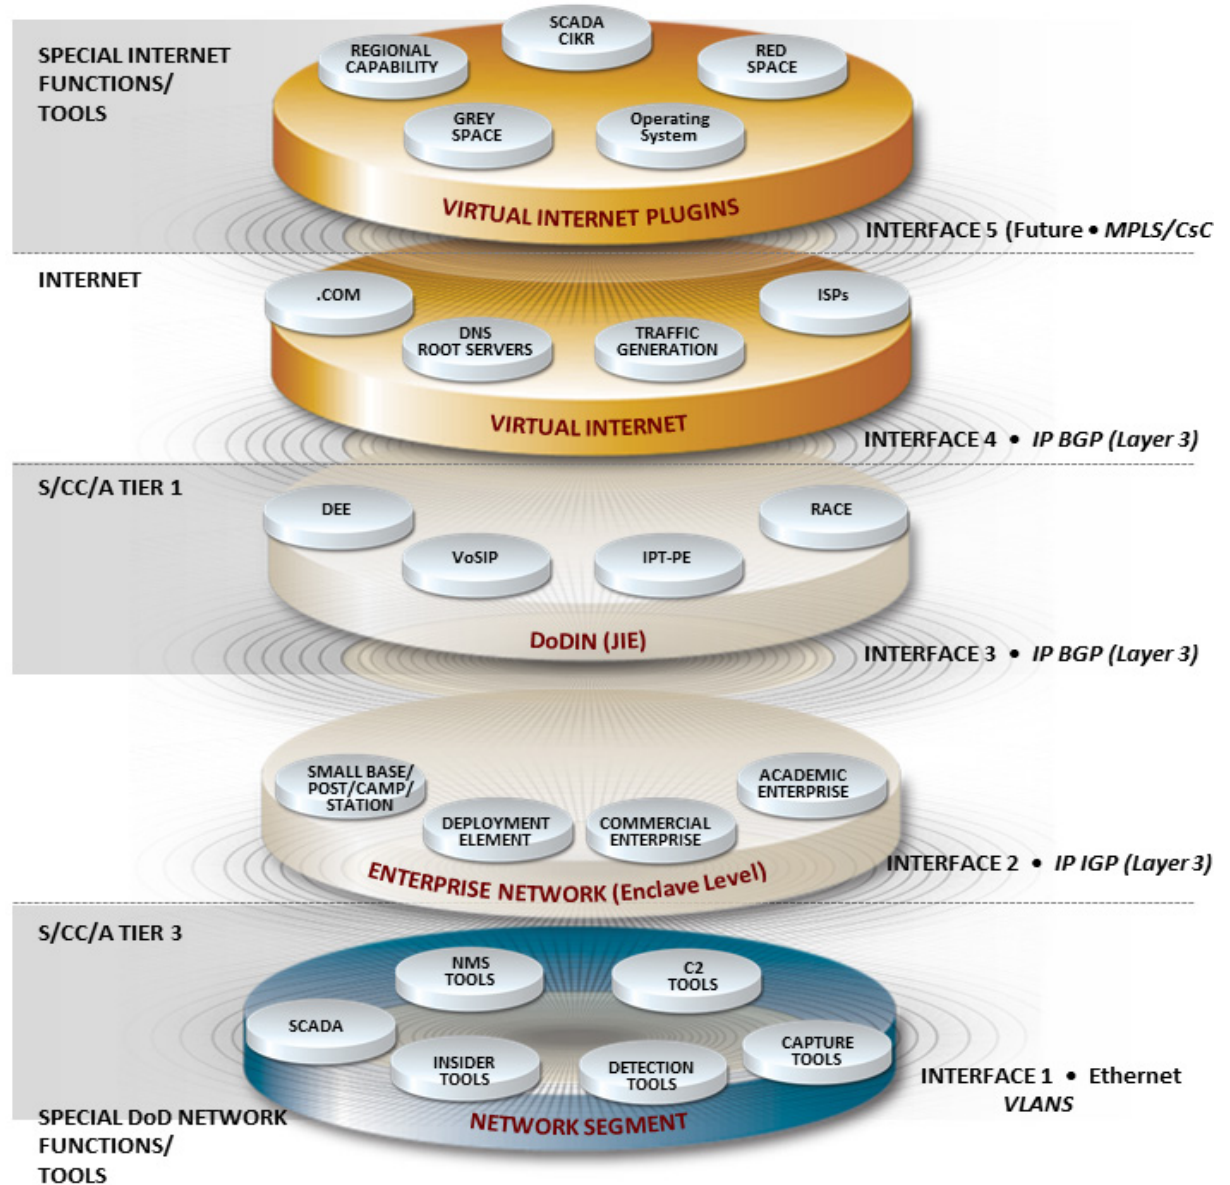 SPECIAL INTERNET
FUNCTIONS/
TOOLS
SCADA
CIKR
REGIONAL
CAPABILITY
RED
SPACE
GREY
SPACE
Operating
System
VIRTUAL INTERNET PLUGINS
INTERFACE 5 (Future • MPLS/CsC
INTERNET
.COM
ISPs
DNS
ROOT SERVERS
TRAFFIC
GENERATION
VIRTUAL INTERNET
INTERFACE 4 • IP BGP (Layer 3)
S/CC/A TIER 1
DEE
RACE
VoSIP
IPT-PE
DoDIN (JIE)
INTERFACE 3 • IP BGP (Layer 3)
SMALL BASE/
POST/CAMP/
STATION
ACADEMIC
ENTERPRISE
DEPLOYMENT
ELEMENT
COMMERCIAL
ENTERPRISE
ENTERPRISE NETWORK (Enclave Level)
INTERFACE 2 • IP IGP (Layer 3)
S/CC/A TIER 3
NMS
TOOLS
C2
TOOLS
SCADA
CAPTURE
TOOLS
INSIDER
TOOLS
DETECTION
TOOLS
NETWORK SEGMENT
INTERFACE 1 • Ethernet
VLANS
SPECIAL DoD NETWORK
FUNCTIONS/
TOOLS